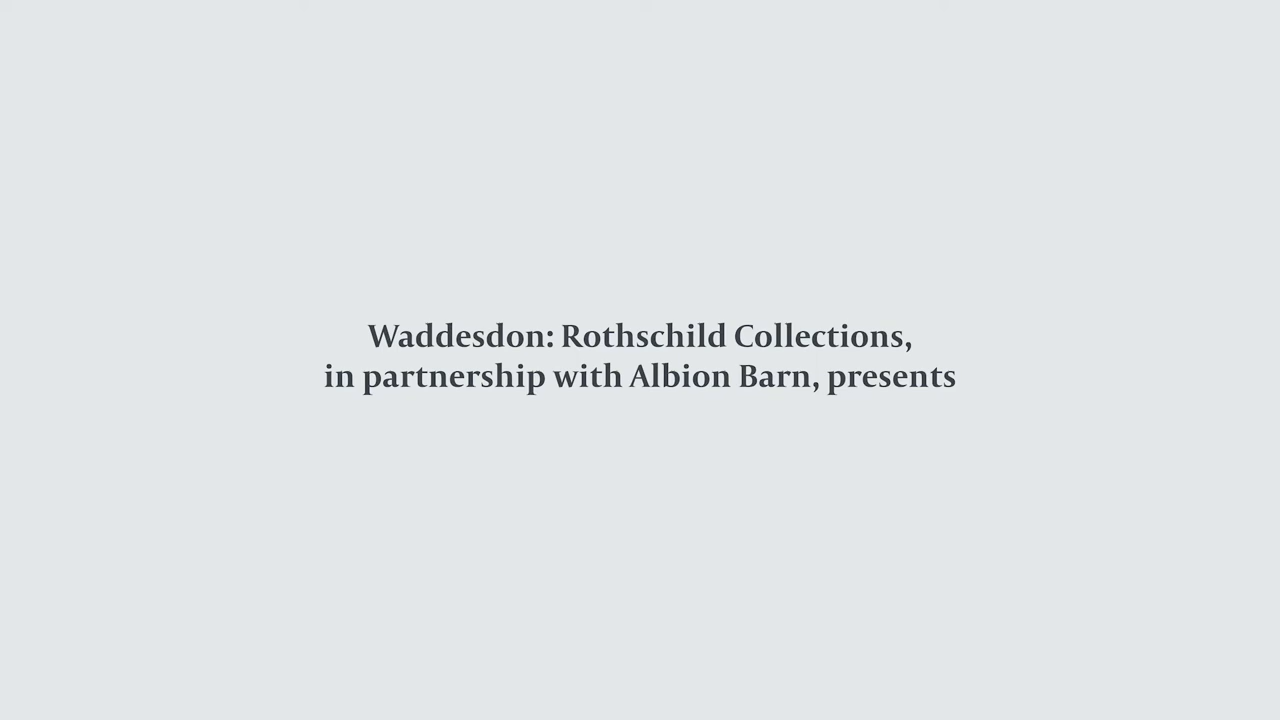 Waddesdon: Rothschild Collections,
in partnership with Albion Barn, presents